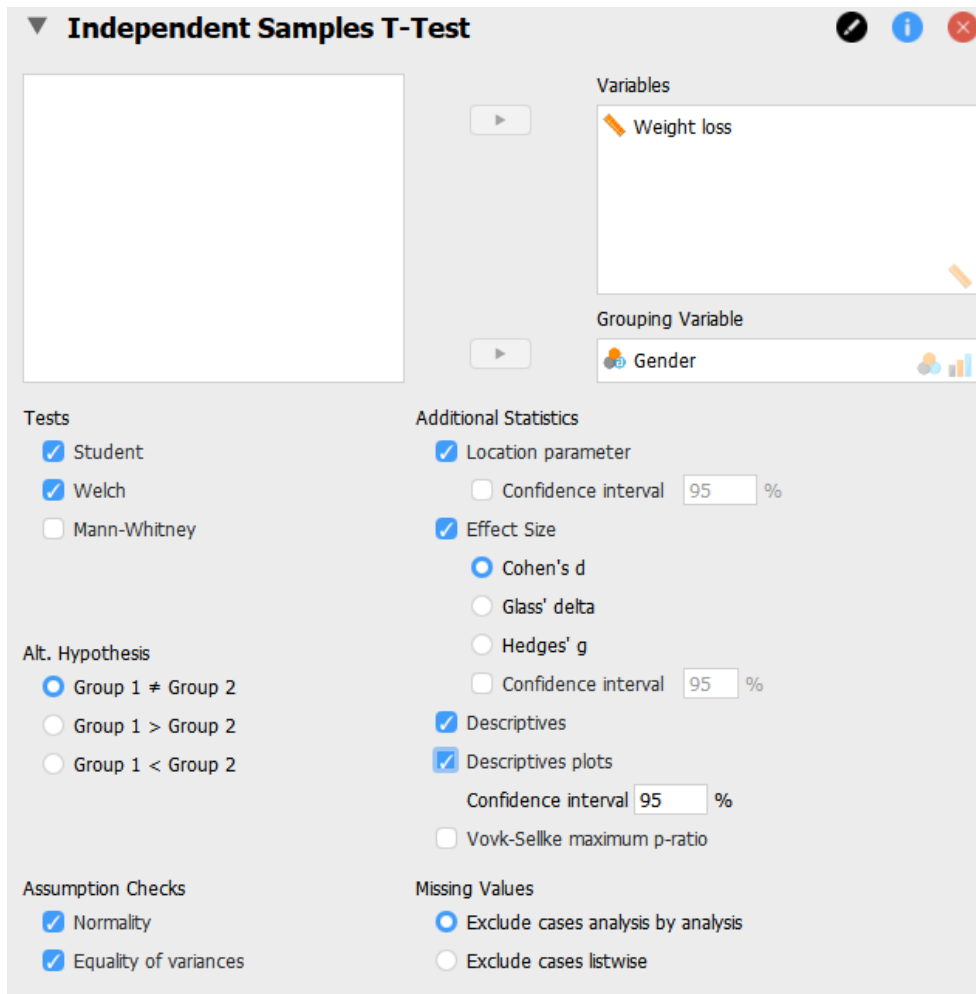 Independent Samples T-Test
Variables
Weight loss
Grouping Variable
Gender
Tests
Student
Welch
Mann-Whitney
Alt. Hypothesis
Group 1 ≠ Group 2
Group 1 > Group 2
Group 1 < Group 2
Assumption Checks
Normality
Equality of variances
Additional Statistics
Location parameter
Confidence interval 95 %
Effect Size
Cohen's d
Glass' delta
Hedges' g
Confidence interval 95 %
Descriptives
Descriptives plots
Confidence interval 95 %
Vovk-Sellke maximum p-ratio
Missing Values
Exclude cases analysis by analysis
Exclude cases listwise